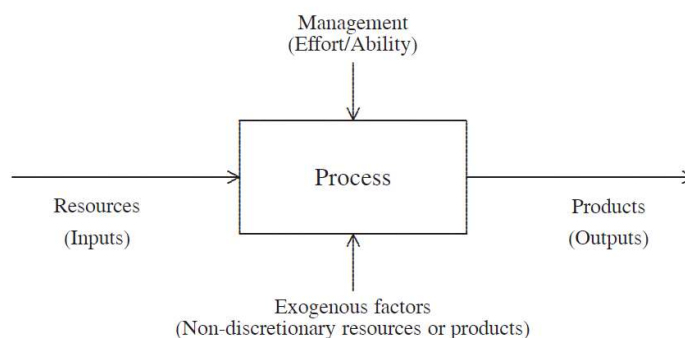 Management
(Effort/Ability)
Process
Resources
(Inputs)
Products
(Outputs)
Exogenous factors
(Non-discretionary resources or products)